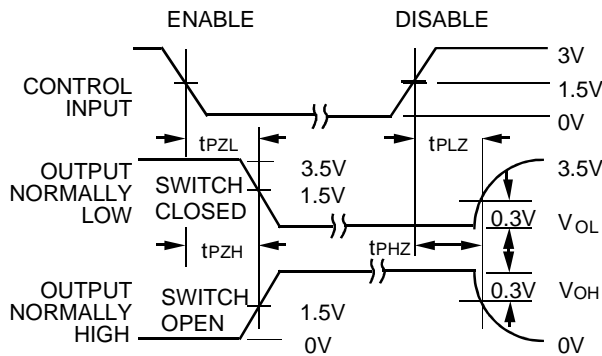 ENABLE DISABLE
3V
CONTROL
INPUT
1.5V
0V
tPZL tPLZ
OUTPUT
NORMALLY
LOW
SWITCH
CLOSED
3.5V
1.5V
3.5V
0.3V
VOL
tPZH tPHZ
OUTPUT
NORMALLY
HIGH
SWITCH
OPEN
1.5V
0V
0.3V
VOH
0V